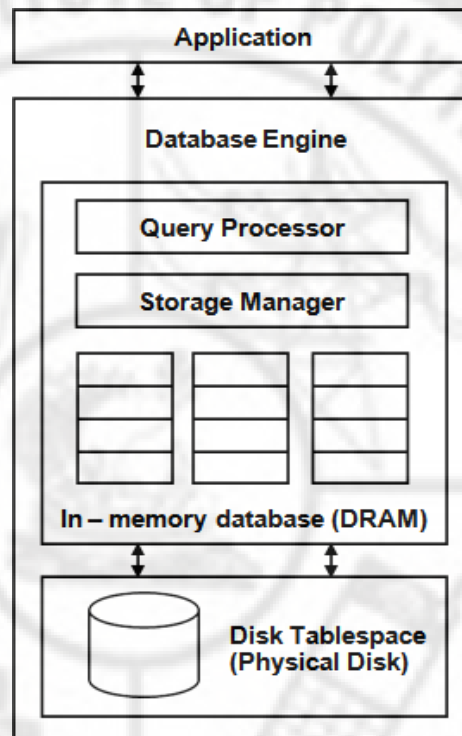 Application
Database Engine
Query Processor
Storage Manager
In – memory database (DRAM)
Disk Tablespace
(Physical Disk)